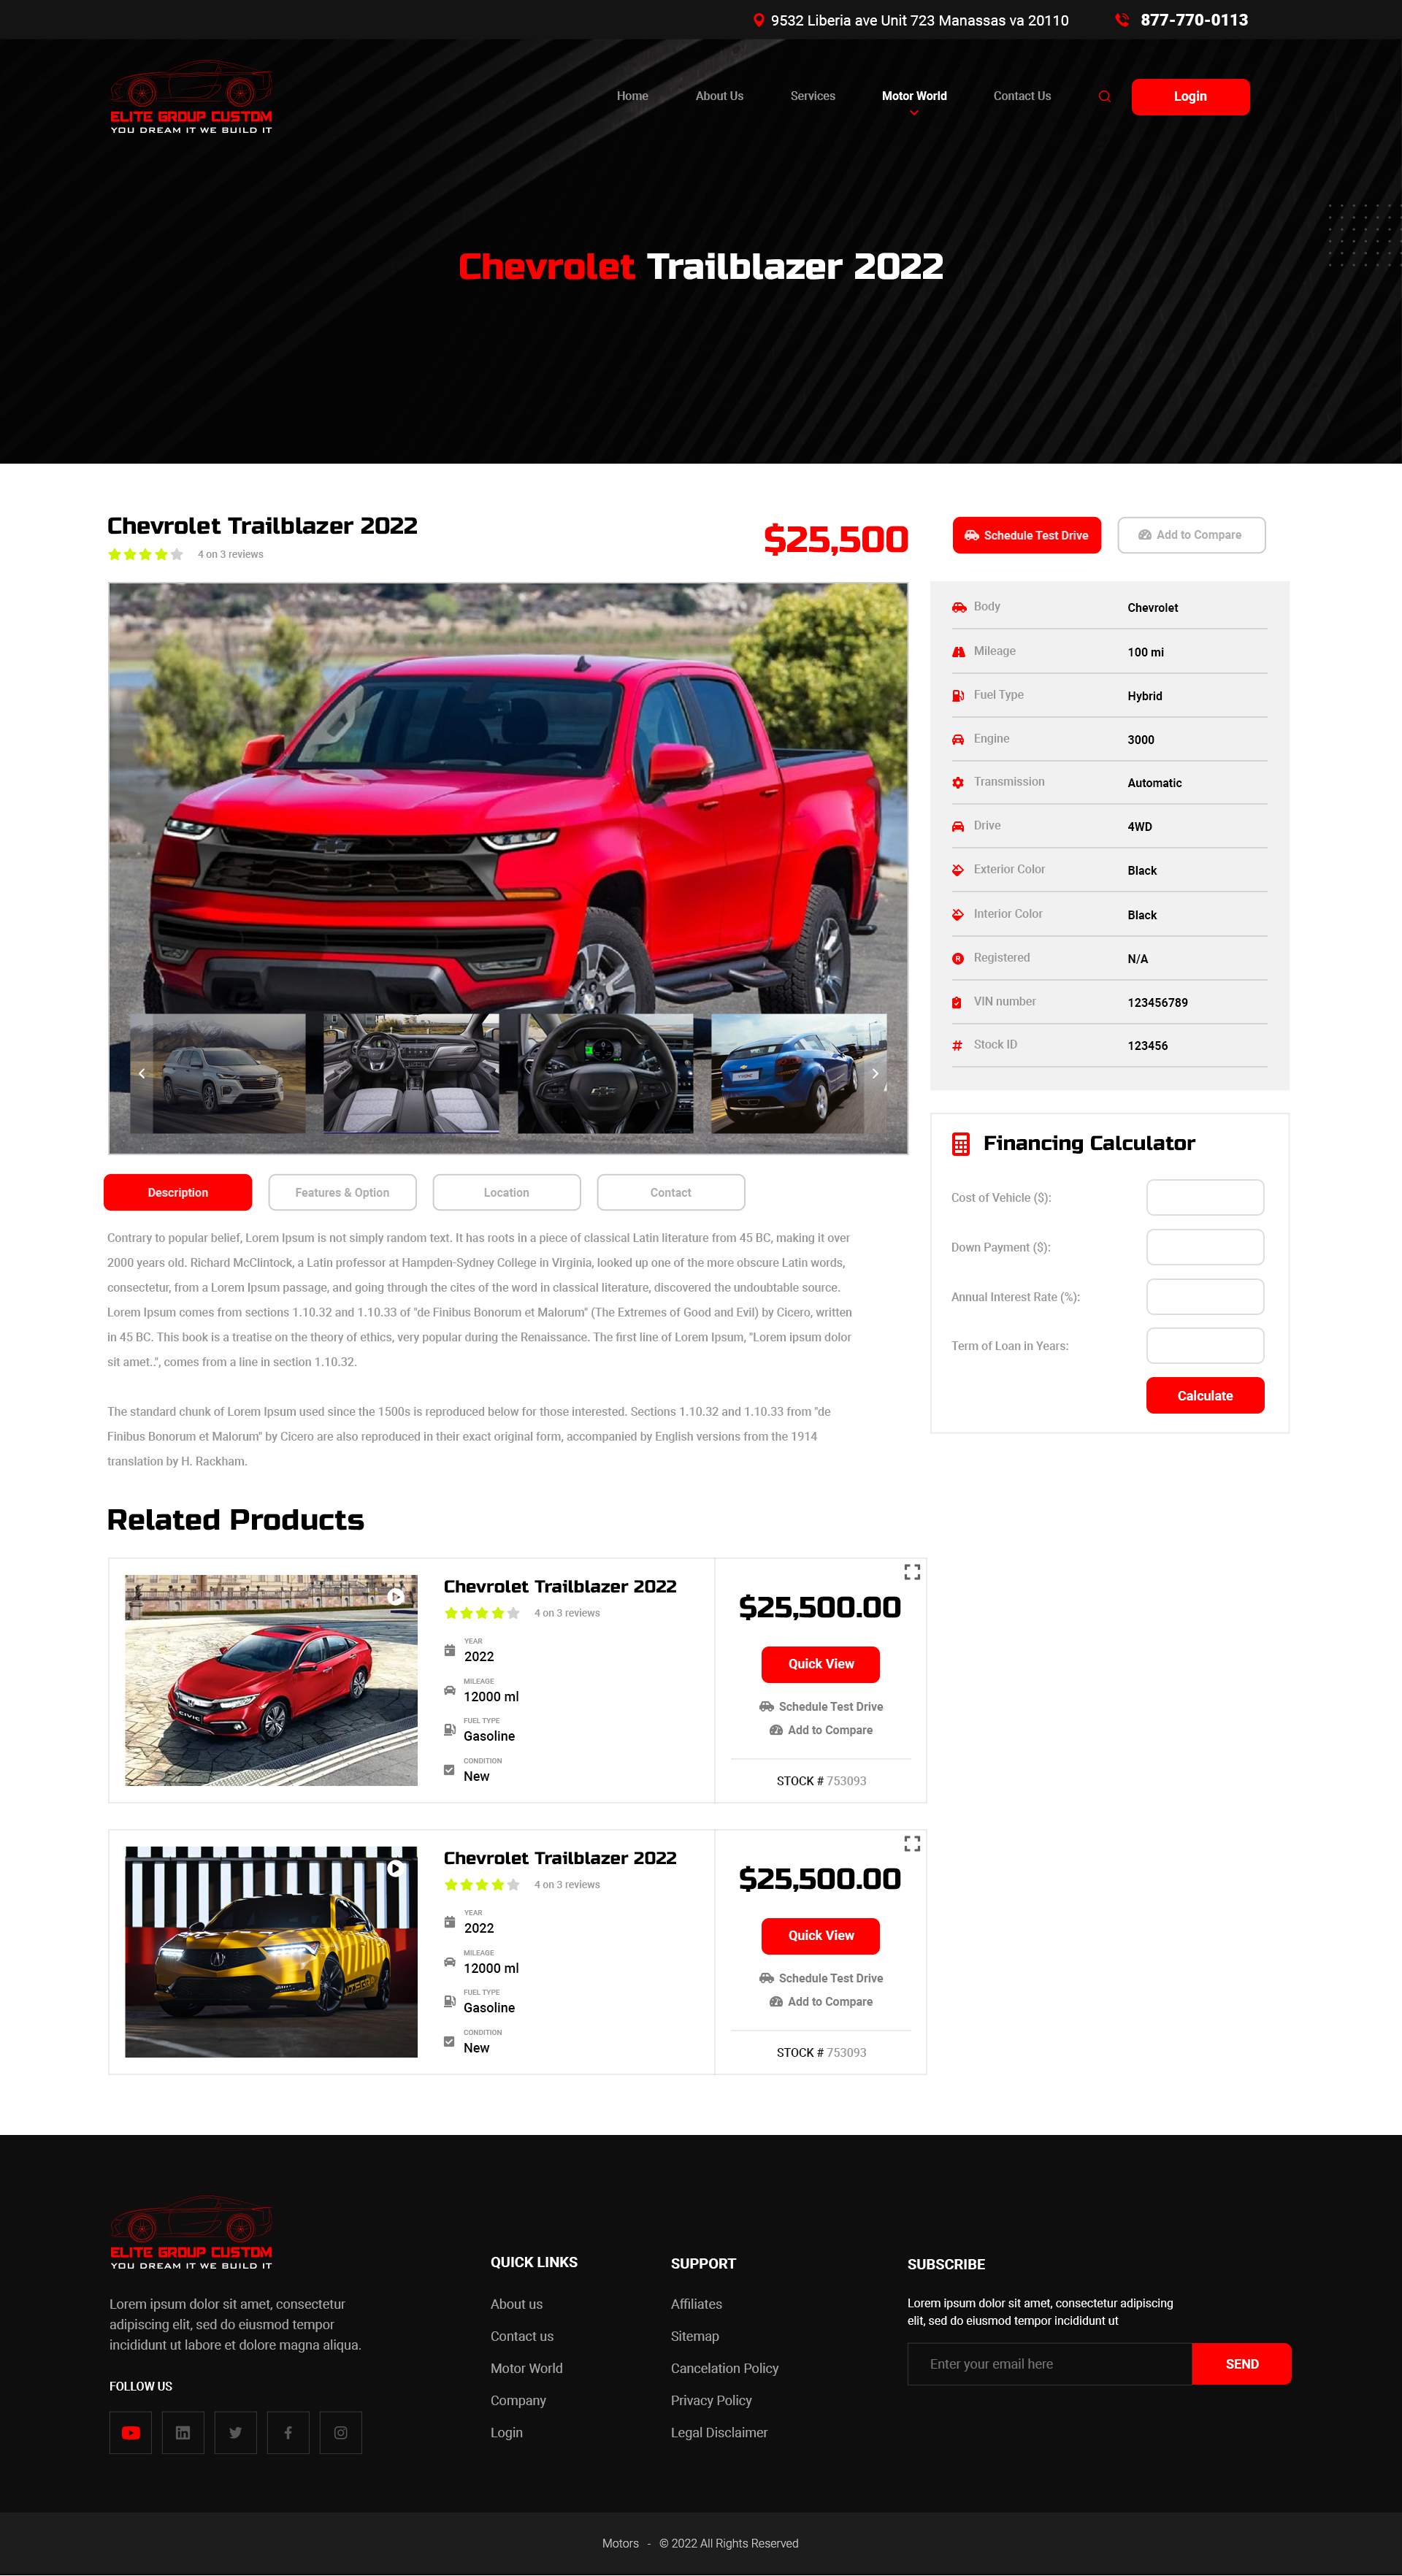 9532 Liberia ave Unit 723 Manassas va 20110
877-770-0113
ELITE GROUP CUSTOM
YOU DREAM IT WE BUILD IT
Home
About Us
Services
Motor World
Contact Us
Login
Chevrolet Trailblazer 2022
Chevrolet Trailblazer 2022
4 on 3 reviews
$25,500
Schedule Test Drive
Add to Compare
Body Chevrolet
Mileage 100 mi
Fuel Type Hybrid
Engine 3000
Transmission Automatic
Drive 4WD
Exterior Color Black
Interior Color Black
Registered N/A
VIN number 123456789
Stock ID 123456
Financing Calculator
Cost of Vehicle ($):
Down Payment ($):
Annual Interest Rate (%):
Term of Loan in Years:
Calculate
Description
Features & Option
Location
Contact
Contrary to popular belief, Lorem Ipsum is not simply random text. It has roots in a piece of classical Latin literature from 45 BC, making it over
2000 years old. Richard McClintock, a Latin professor at Hampden-Sydney College in Virginia, looked up one of the more obscure Latin words,
consectetur, from a Lorem Ipsum passage, and going through the cites of the word in classical literature, discovered the undoubtable source.
Lorem Ipsum comes from sections 1.10.32 and 1.10.33 of "de Finibus Bonorum et Malorum" (The Extremes of Good and Evil) by Cicero, written
in 45 BC. This book is a treatise on the theory of ethics, very popular during the Renaissance. The first line of Lorem Ipsum, "Lorem ipsum dolor
sit amet..", comes from a line in section 1.10.32.
The standard chunk of Lorem Ipsum used since the 1500s is reproduced below for those interested. Sections 1.10.32 and 1.10.33 from "de
Finibus Bonorum et Malorum" by Cicero are also reproduced in their exact original form, accompanied by English versions from the 1914
translation by H. Rackham.
Related Products
CIVIC
Chevrolet Trailblazer 2022
4 on 3 reviews
YEAR
2022
MILEAGE
12000 ml
FUEL TYPE
Gasoline
CONDITION
New
$25,500.00
Quick View
Schedule Test Drive
Add to Compare
STOCK # 753093
Chevrolet Trailblazer 2022
4 on 3 reviews
YEAR
2022
MILEAGE
12000 ml
FUEL TYPE
Gasoline
CONDITION
New
$25,500.00
Quick View
Schedule Test Drive
Add to Compare
STOCK # 753093
ELITE GROUP CUSTOM
YOU DREAM IT WE BUILD IT
Lorem ipsum dolor sit amet, consectetur
adipiscing elit, sed do eiusmod tempor
incididunt ut labore et dolore magna aliqua.
FOLLOW US
QUICK LINKS
About us
Contact us
Motor World
Company
Login
SUPPORT
Affiliates
Sitemap
Cancelation Policy
Privacy Policy
Legal Disclaimer
SUBSCRIBE
Lorem ipsum dolor sit amet, consectetur adipiscing
elit, sed do eiusmod tempor incididunt ut
Enter your email here
SEND
Motors - © 2022 All Rights Reserved